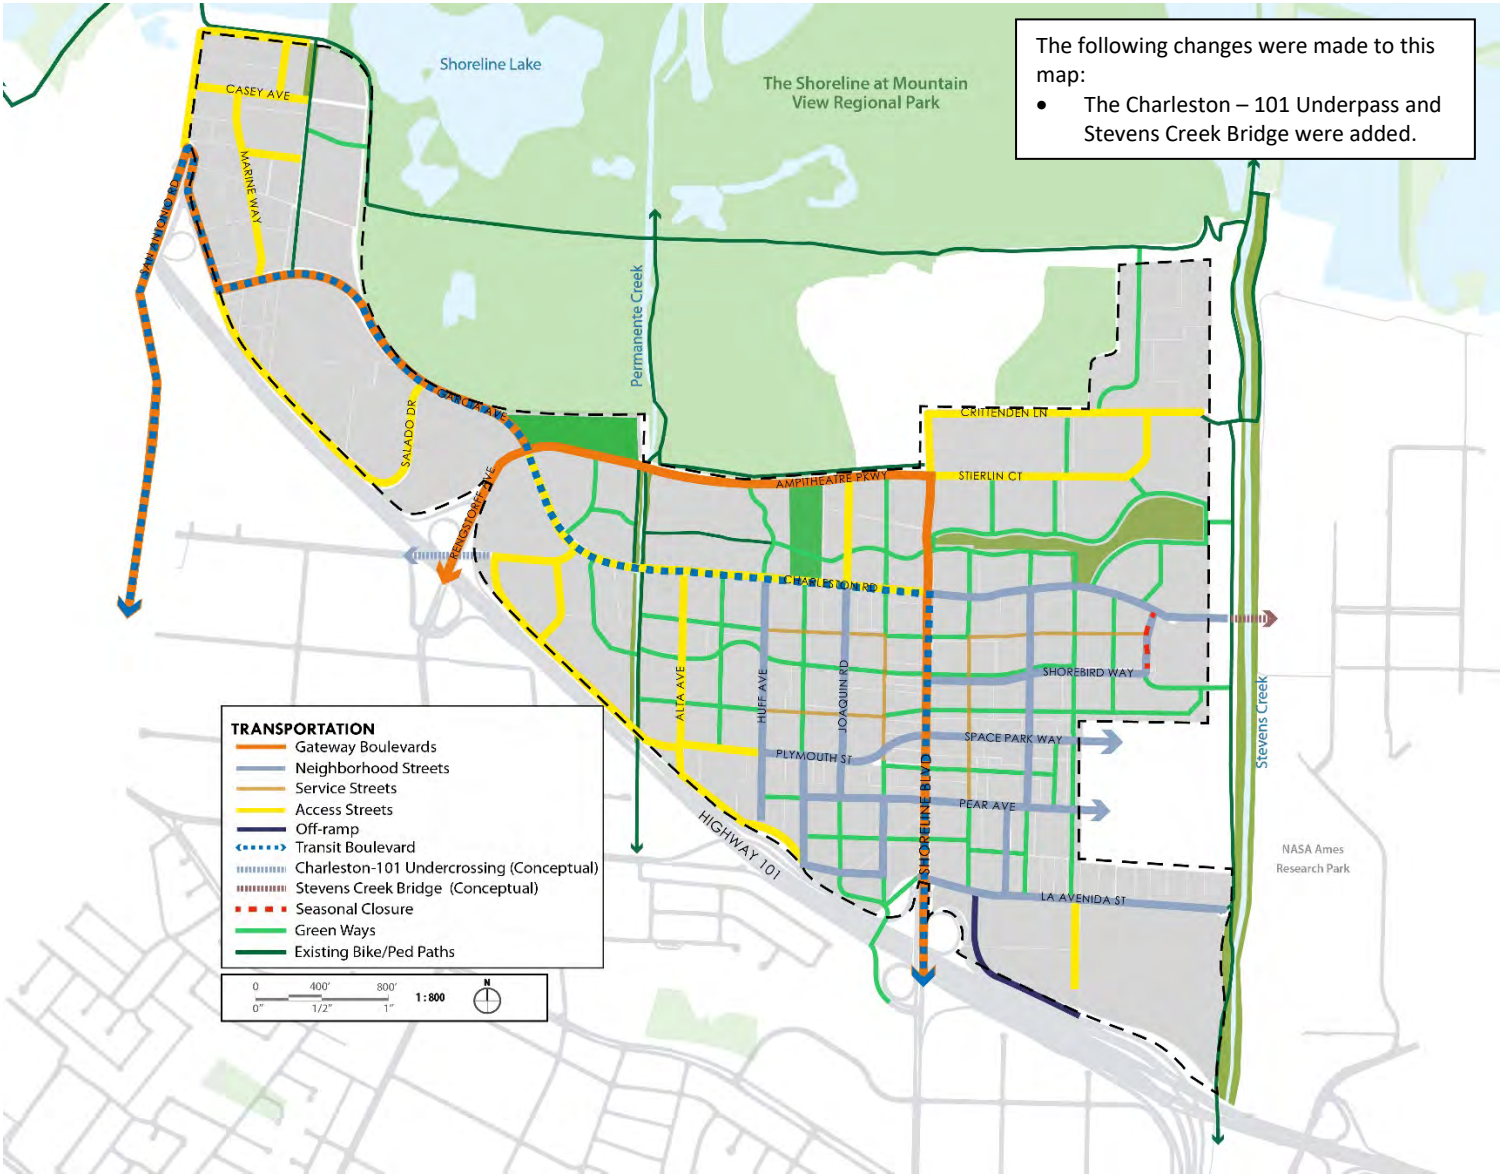 The following changes were made to this
map:
• The Charleston – 101 Underpass and
Stevens Creek Bridge were added.
Shoreline Lake
The Shoreline at Mountain
View Regional Park
CASEY AVE
MARINE WAY
SAN ANTONIO RD
Permanente Creek
SALADO DR
GARCIA AVE
CRITTENDEN LN
RENGSTORFF AVE
AMPITHEATRE PKWY
STIERLIN CT
CHARLESTON RD
ALTA AVE
HUFF AVE
JOAQUIN RD
SHOREBIRD WAY
Stevens Creek
SPACE PARK WAY
PLYMOUTH ST
PEAR AVE
SHORELINE BLVD
HIGHWAY 101
LA AVENIDA ST
NASA Ames
Research Park
TRANSPORTATION
Gateway Boulevards
Neighborhood Streets
Service Streets
Access Streets
Off-ramp
Transit Boulevard
Charleston-101 Undercrossing (Conceptual)
Stevens Creek Bridge (Conceptual)
Seasonal Closure
Green Ways
Existing Bike/Ped Paths
0 400' 800'
0" 1/2" 1"
1:800
N